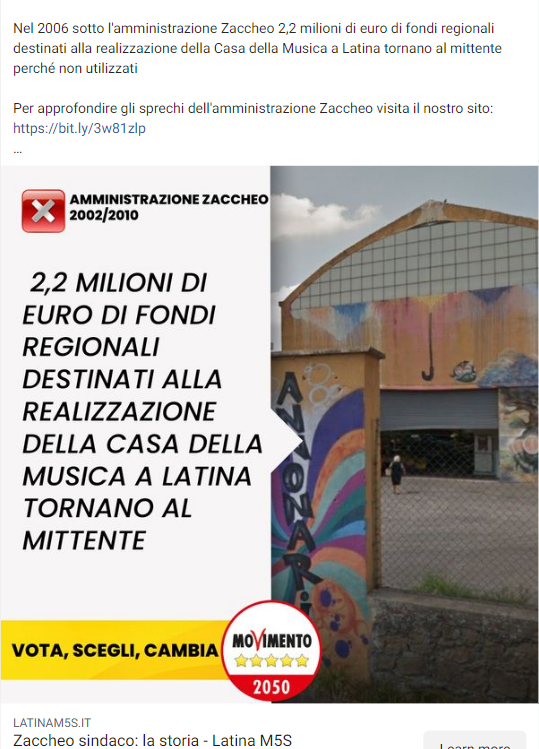 Nel 2006 sotto l'amministrazione Zaccheo 2,2 milioni di euro di fondi regionali
destinati alla realizzazione della Casa della Musica a Latina tornano al mittente
perché non utilizzati
Per approfondire gli sprechi dell'amministrazione Zaccheo visita il nostro sito:
https://bit.ly/3w81zlp
...
AMMINISTRAZIONE ZACCHEO
2002/2010
2,2 MILIONI DI
EURO DI FONDI
REGIONALI
DESTINATI ALLA
REALIZZAZIONE
DELLA CASA DELLA
MUSICA A LATINA
TORNANO AL
MITTENTE
ANTONARI
VOTA, SCEGLI, CAMBIA
MOVIMENTO
2050
LATINAM5S.IT
Zaccheo sindaco: la storia - Latina M5S
Learn more